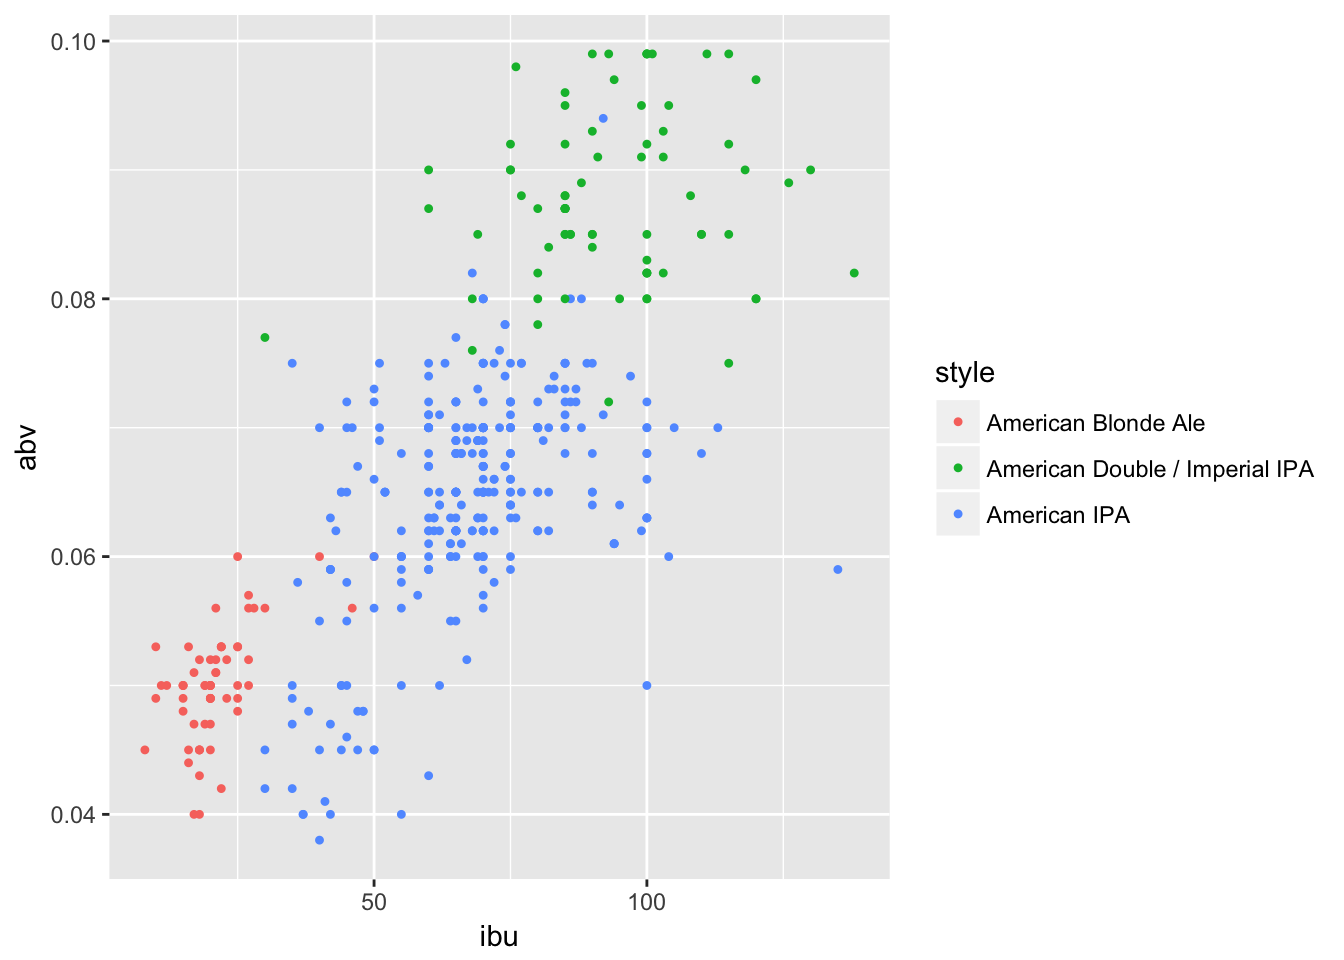 0.10
0.08
0.06
0.04
abv
50
100
ibu
style
American Blonde Ale
American Double / Imperial IPA
American IPA